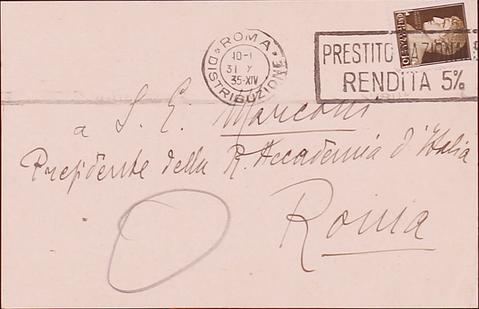 ROMA
10-1
31 X
35·XIV
DISTRIBUZIONE
PRESTITO NAZIONALE
RENDITA 5%
a S. E. Marconi
Presidente della R. Accademia d'Italia
Roma